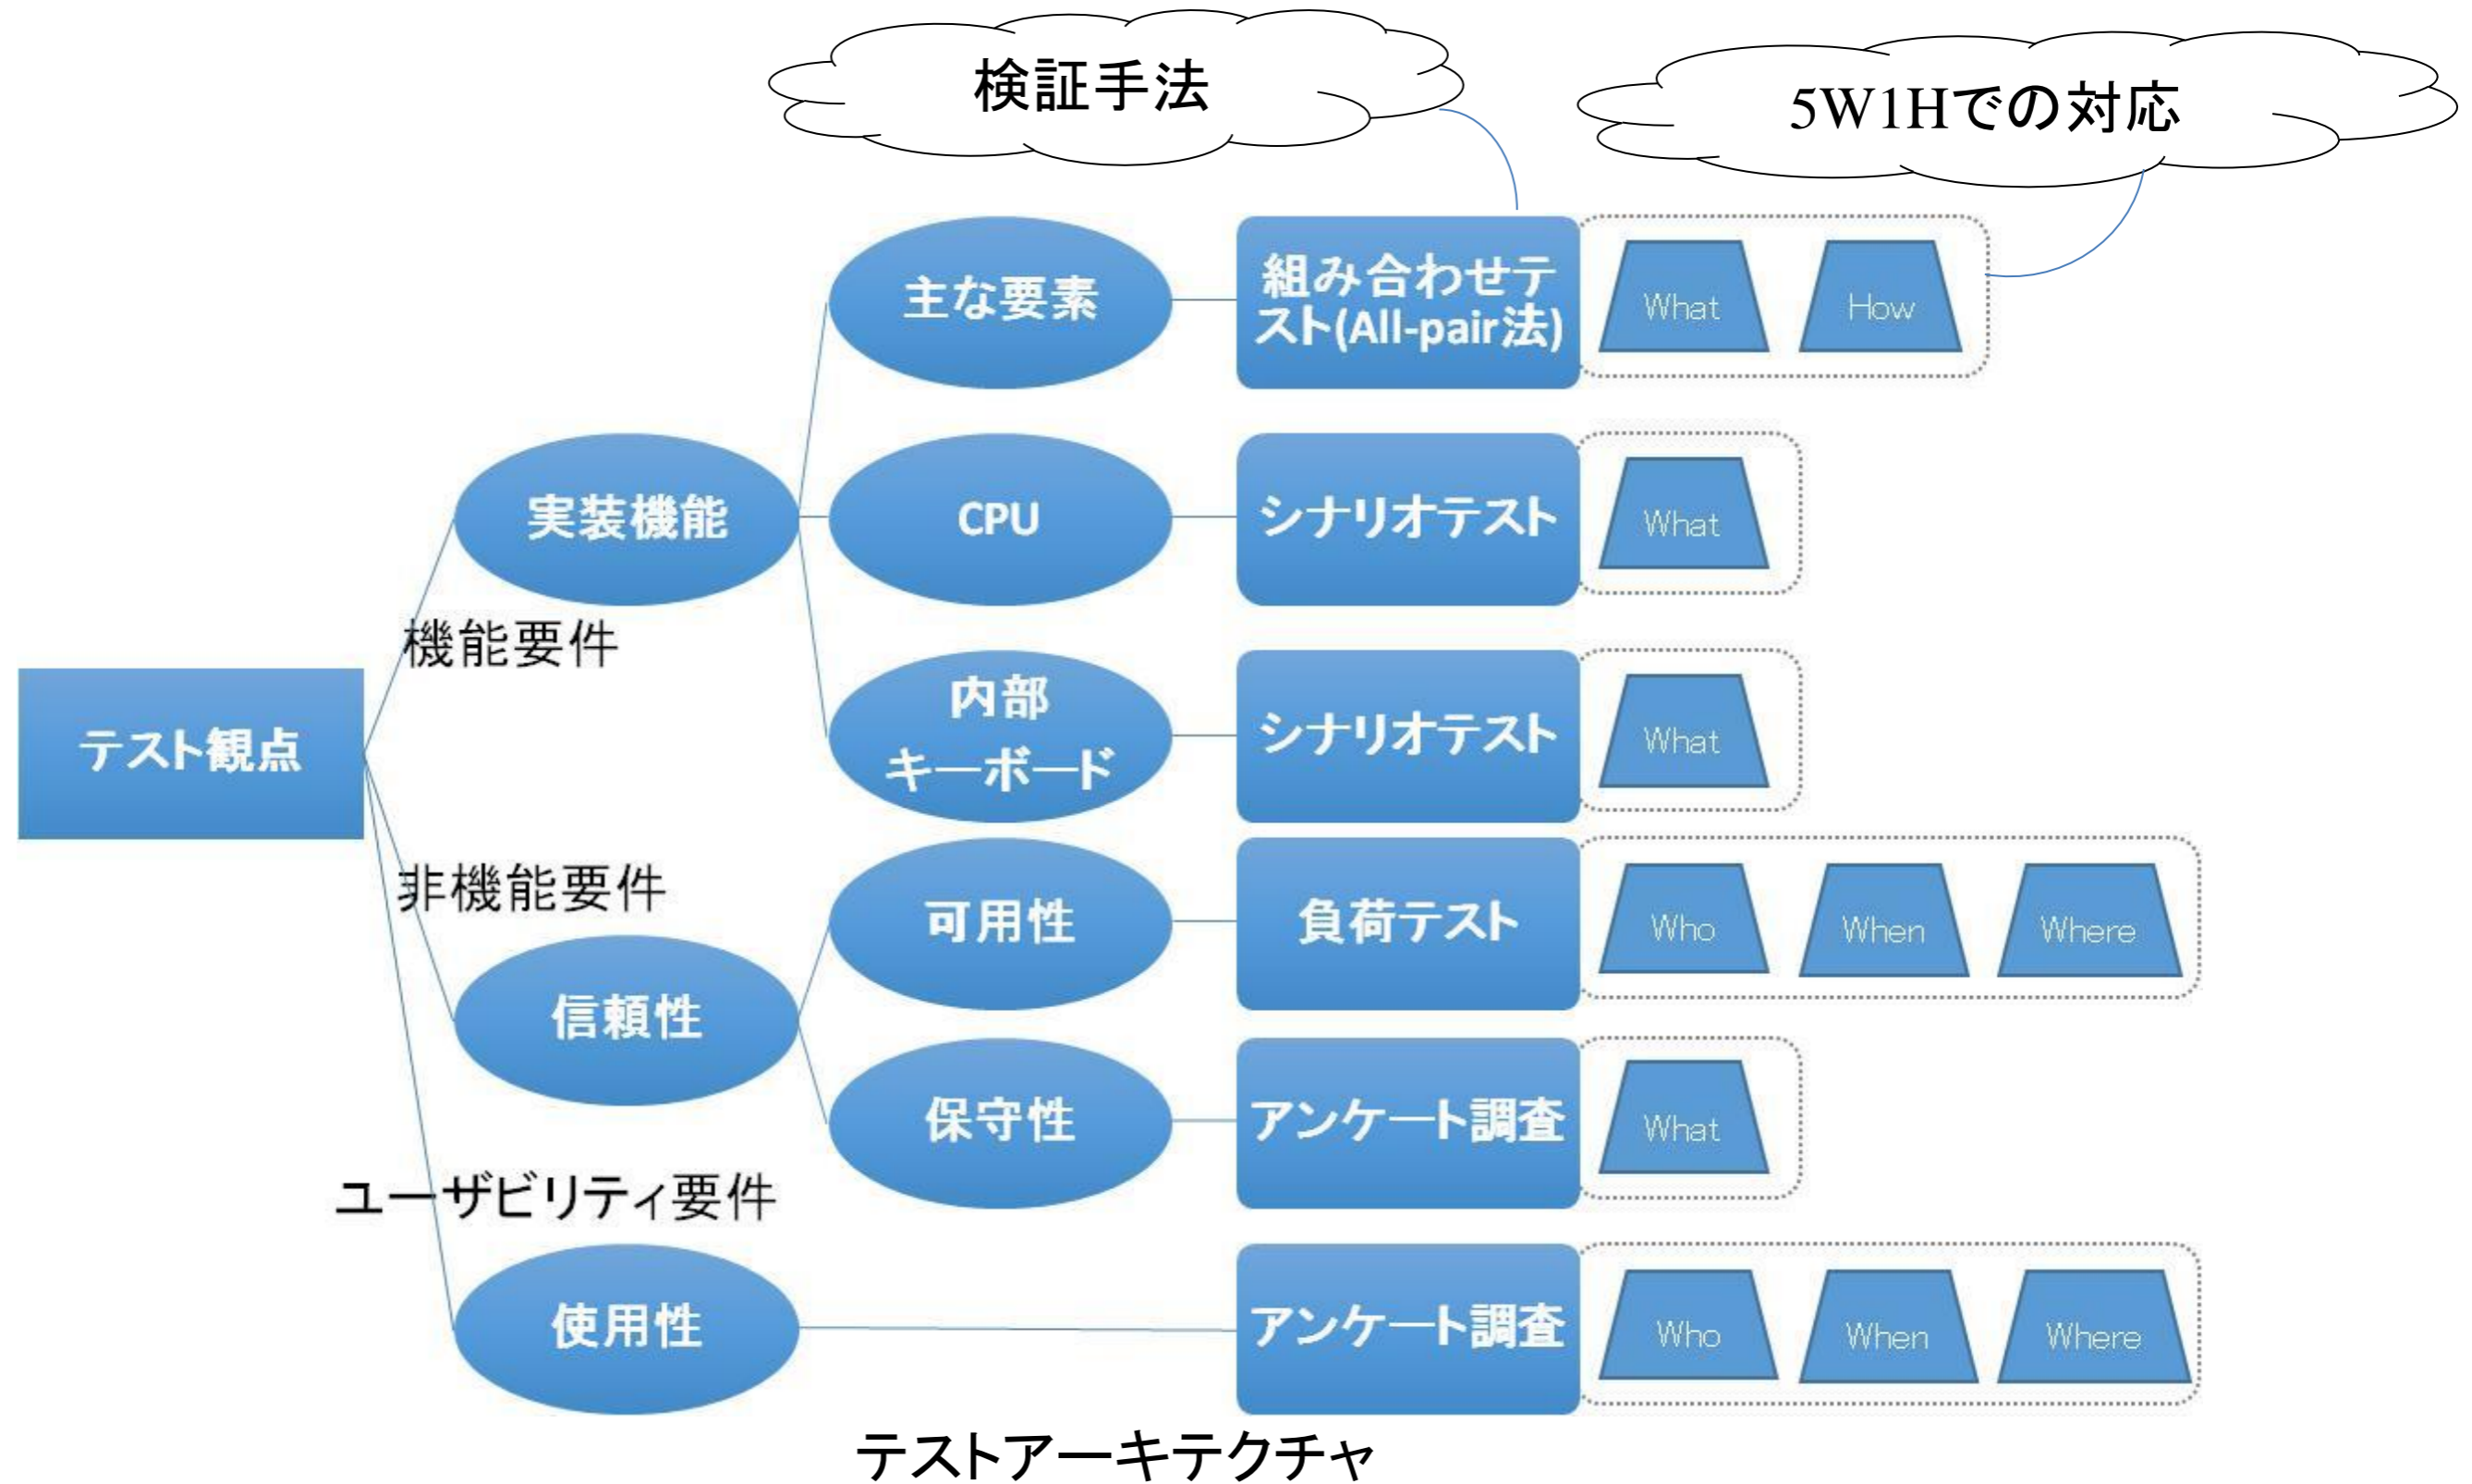 検証手法
5W1Hでの対応
主な要素
組み合わせテ
スト(All-pair法)
What
How
実装機能
CPU
シナリオテスト
What
機能要件
テスト観点
内部
キーボード
シナリオテスト
What
非機能要件
可用性
負荷テスト
Who
When
Where
信頼性
保守性
アンケート調査
What
ユーザビリティ要件
使用性
アンケート調査
Who
When
Where
テストアーキテクチャ